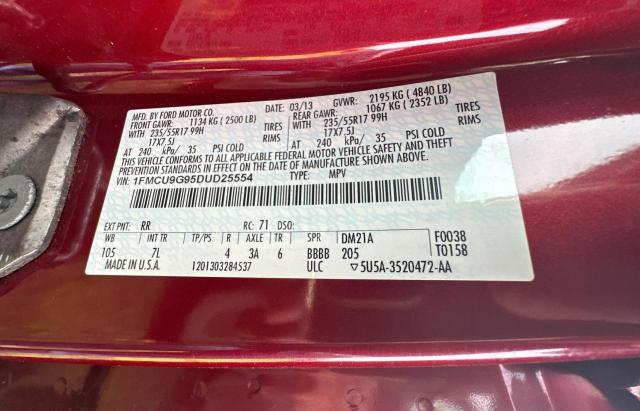 MFD. BY FORD MOTOR CO. DATE: 03/13 GVWR: 2195 KG ( 4840 LB)
FRONT GAWR: 1134 KG ( 2500 LB) REAR GAWR: 1067 KG ( 2352 LB)
WITH 235/55R17 99H TIRES WITH 235/55R17 99H TIRES
17X7.5J RIMS 17X7.5J RIMS
AT 240 kPa/ 35 PSI COLD AT 240 kPa/ 35 PSI COLD
THIS VEHICLE CONFORMS TO ALL APPLICABLE FEDERAL MOTOR VEHICLE SAFETY AND THEFT PREVENTION STANDARDS IN EFFECT ON THE
DATE OF MANUFACTURE SHOWN ABOVE.
VIN: 1FMCU9G95DUD25554 TYPE: MPV
EXT PNT: RR RC: 71 DSO: F0038
WB INT TR TP/PS R AXLE TR SPR DM21A T0158
105 7L 4 3A 6 BBBB 205
MADE IN U.S.A. 1201303284537 ULC ▽5U5A-3520472-AA